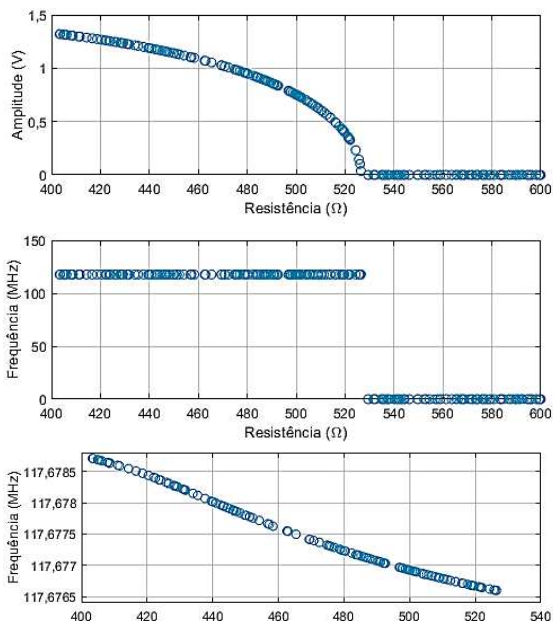 1,5
1
0,5
0
Amplitude (V)
400 420 440 460 480 500 520 540 560 580 600
Resistência (Ω)
150
100
50
0
Frequência (MHz)
400 420 440 460 480 500 520 540 560 580 600
Resistência (Ω)
117,6785
117,678
117,6775
117,677
117,6765
Frequência (MHz)
400 420 440 460 480 500 520 540